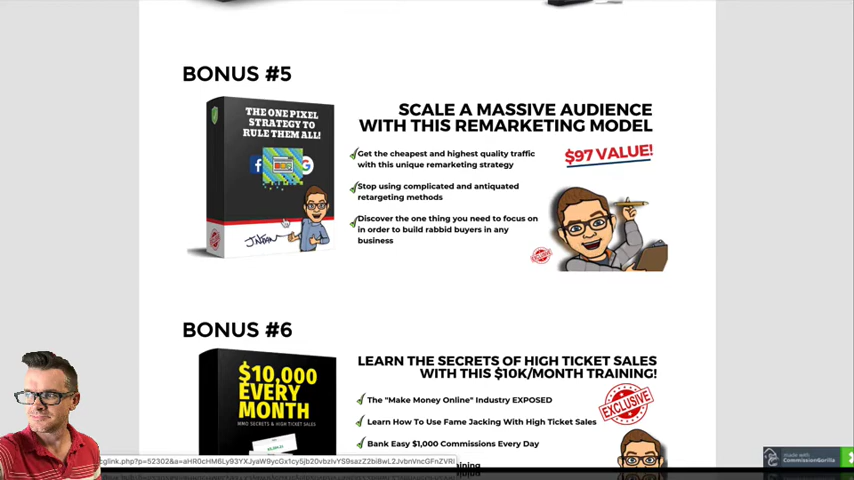 BONUS #5
THE ONE PIXEL
STRATEGY TO
RULE THEM ALL!
SCALE A MASSIVE AUDIENCE
WITH THIS REMARKETING MODEL
Get the cheapest and highest quality traffic
with this unique remarketing strategy
$97 VALUE!
Stop using complicated and antiquated
retargeting methods
Discover the one thing you need to focus on
in order to build rabbid buyers in any
business
BONUS #6
$10,000
EVERY
MONTH
MMO SECRETS & HIGH TICKET SALES
LEARN THE SECRETS OF HIGH TICKET SALES
WITH THIS $10K/MONTH TRAINING!
The "Make Money Online" Industry EXPOSED
EXCLUSIVE
Learn How To Use Fame Jacking With High Ticket Sales
Bank Easy $1,000 Commissions Every Day
made with
CommissionGorilla